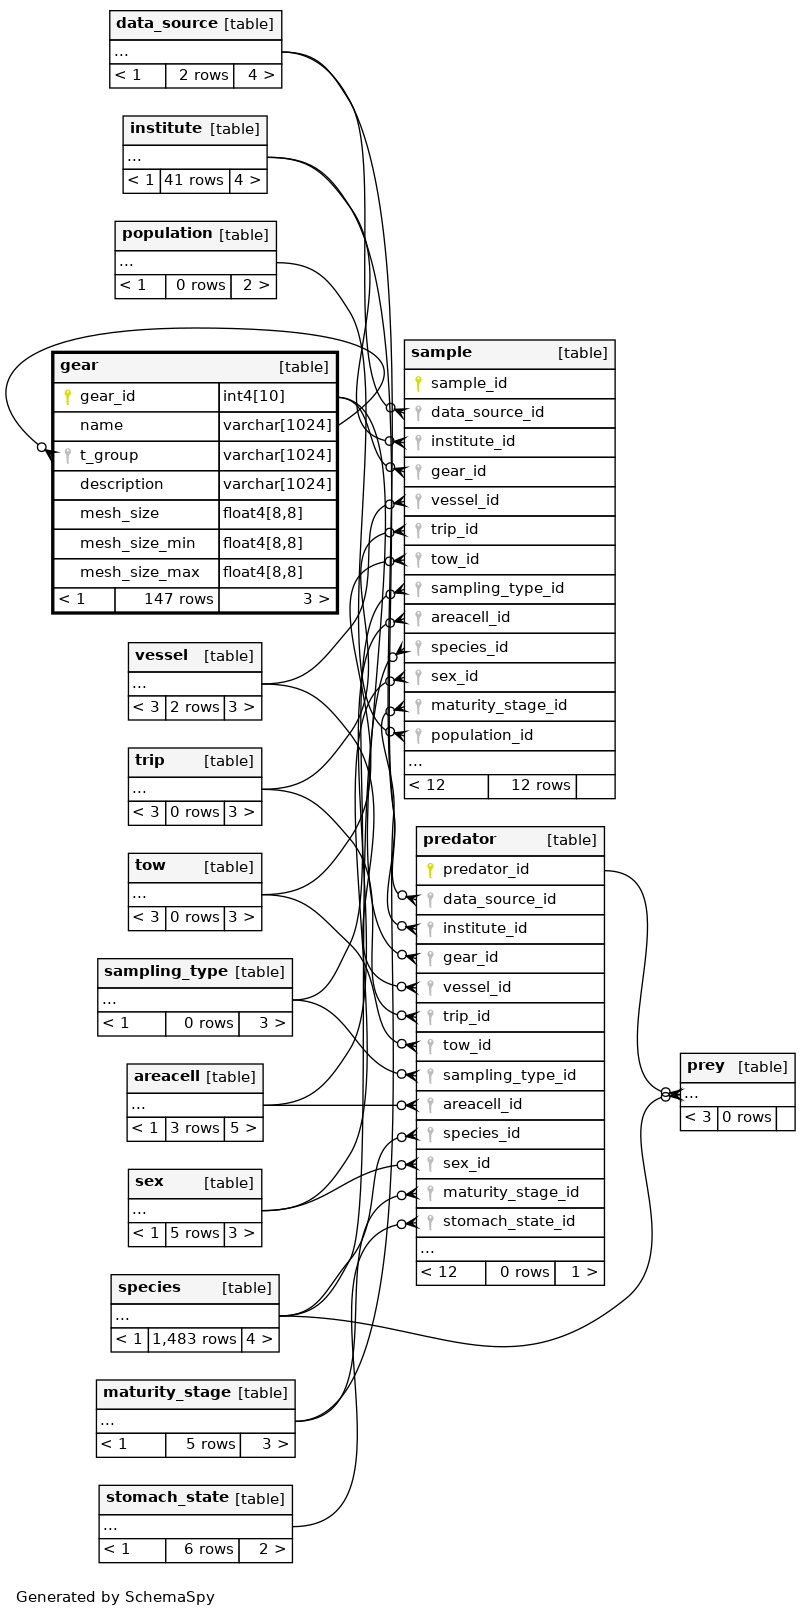 data_source [table]
...
< 1 2 rows 4 >
institute [table]
...
< 1 41 rows 4 >
population [table]
...
< 1 0 rows 2 >
gear [table]
gear_id int4[10]
name varchar[1024]
t_group varchar[1024]
description varchar[1024]
mesh_size float4[8,8]
mesh_size_min float4[8,8]
mesh_size_max float4[8,8]
< 1 147 rows 3 >
vessel [table]
...
< 3 2 rows 3 >
trip [table]
...
< 3 0 rows 3 >
tow [table]
...
< 3 0 rows 3 >
sampling_type [table]
...
< 1 0 rows 3 >
areacell [table]
...
< 1 3 rows 5 >
sex [table]
...
< 1 5 rows 3 >
species [table]
...
< 1 1,483 rows 4 >
maturity_stage [table]
...
< 1 5 rows 3 >
stomach_state [table]
...
< 1 6 rows 2 >
sample [table]
sample_id
data_source_id
institute_id
gear_id
vessel_id
trip_id
tow_id
sampling_type_id
areacell_id
species_id
sex_id
maturity_stage_id
population_id
...
< 12 12 rows
predator [table]
predator_id
data_source_id
institute_id
gear_id
vessel_id
trip_id
tow_id
sampling_type_id
areacell_id
species_id
sex_id
maturity_stage_id
stomach_state_id
...
< 12 0 rows 1 >
prey [table]
...
< 3 0 rows
Generated by SchemaSpy